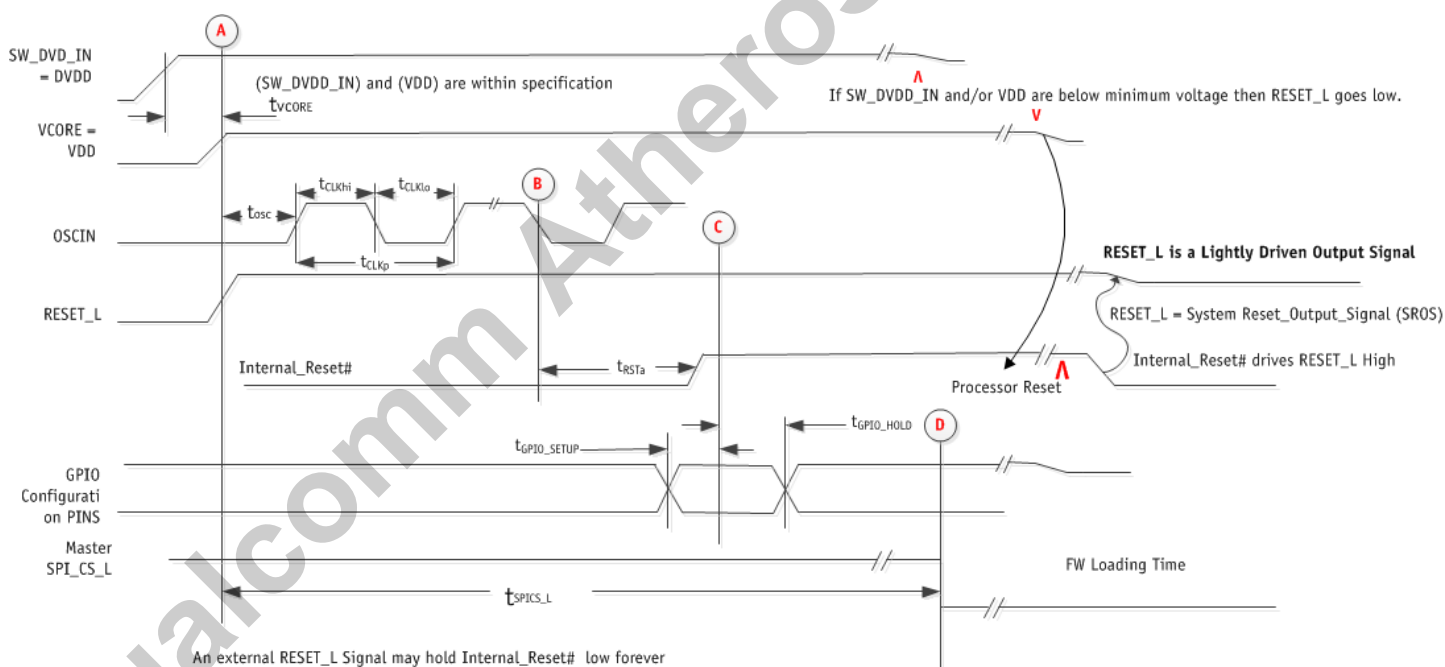 A
SW_DVD_IN
= DVDD
(SW_DVDD_IN) and (VDD) are within specification
If SW_DVDD_IN and/or VDD are below minimum voltage then RESET_L goes low.
tVCORE
VCORE =
VDD
tCLKhi
tCLKlo
B
tosc
C
OSCIN
tCLKp
RESET_L is a Lightly Driven Output Signal
RESET_L
RESET_L = System Reset_Output_Signal (SROS)
Internal_Reset#
tRSTa
Internal_Reset# drives RESET_L High
Processor Reset
tGPIO_HOLD
D
tGPIO_SETUP
GPIO
Configurati
on PINS
Master
SPI_CS_L
FW Loading Time
tSPICS_L
An external RESET_L Signal may hold Internal_Reset# low forever
ualcomm Atheros